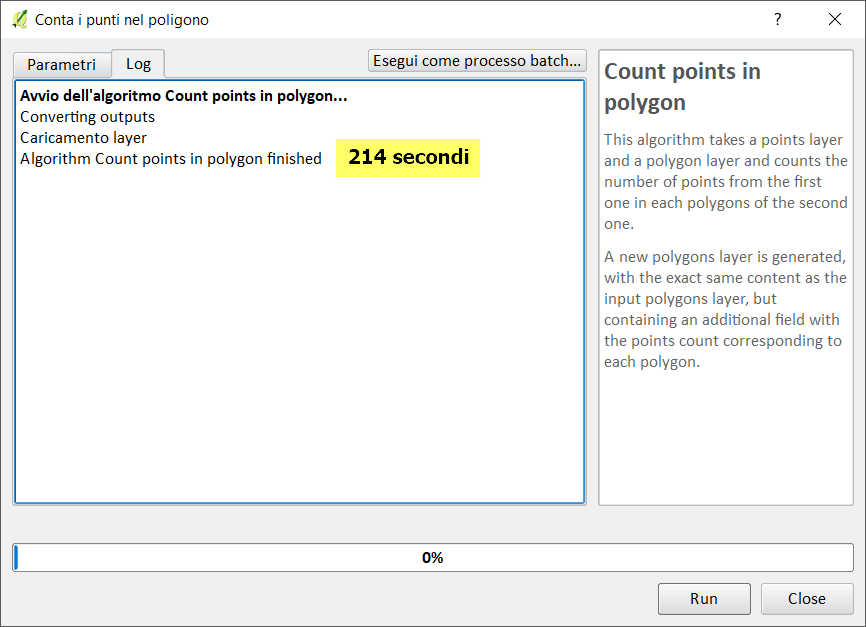 Conta i punti nel poligono
?
Parametri
Log
Esegui come processo batch...
Avvio dell'algoritmo Count points in polygon...
Converting outputs
Caricamento layer
Algorithm Count points in polygon finished
214 secondi
Count points in
polygon
This algorithm takes a points layer
and a polygon layer and counts the
number of points from the first
one in each polygons of the second
one.
A new polygons layer is generated,
with the exact same content as the
input polygons layer, but
containing an additional field with
the points count corresponding to
each polygon.
0%
Run
Close